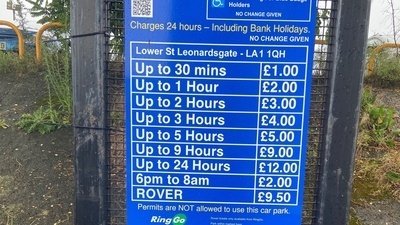 Holders
NO CHANGE GIVEN
Charges 24 hours – including Bank Holidays.
NO CHANGE GIVEN
Lower St Leonardsgate - LA1 1QH
Up to 30 mins £1.00
Up to 1 Hour £2.00
Up to 2 Hours £3.00
Up to 3 Hours £4.00
Up to 5 Hours £5.00
Up to 9 Hours £9.00
Up to 24 Hours £12.00
6pm to 8am £2.00
ROVER £9.50
Permits are NOT allowed to use this car park.
RingGo